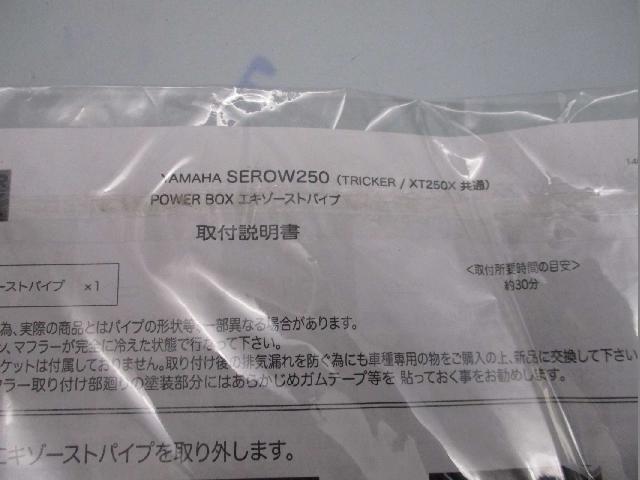 YAMAHA SEROW250 (TRICKER / XT250X 共通)
POWER BOX エキゾーストパイプ
取付説明書
<取付所要時間の目安>
ーストパイプ ×1
約30分
為、実際の商品とはパイプの形状等、一部異なる場合があります。
ン、マフラーが完全に冷えた状態で行なって下さい。
ケットは付属しておりません。取り付け後の排気漏れを防ぐ為にも車種専用の物をご購入の上、新品に交換して下さい
フラー取り付け部廻りの塗装部分にはあらかじめガムテープ等を 貼っておく事をお勧めします。
エキゾーストパイプを取り外します。